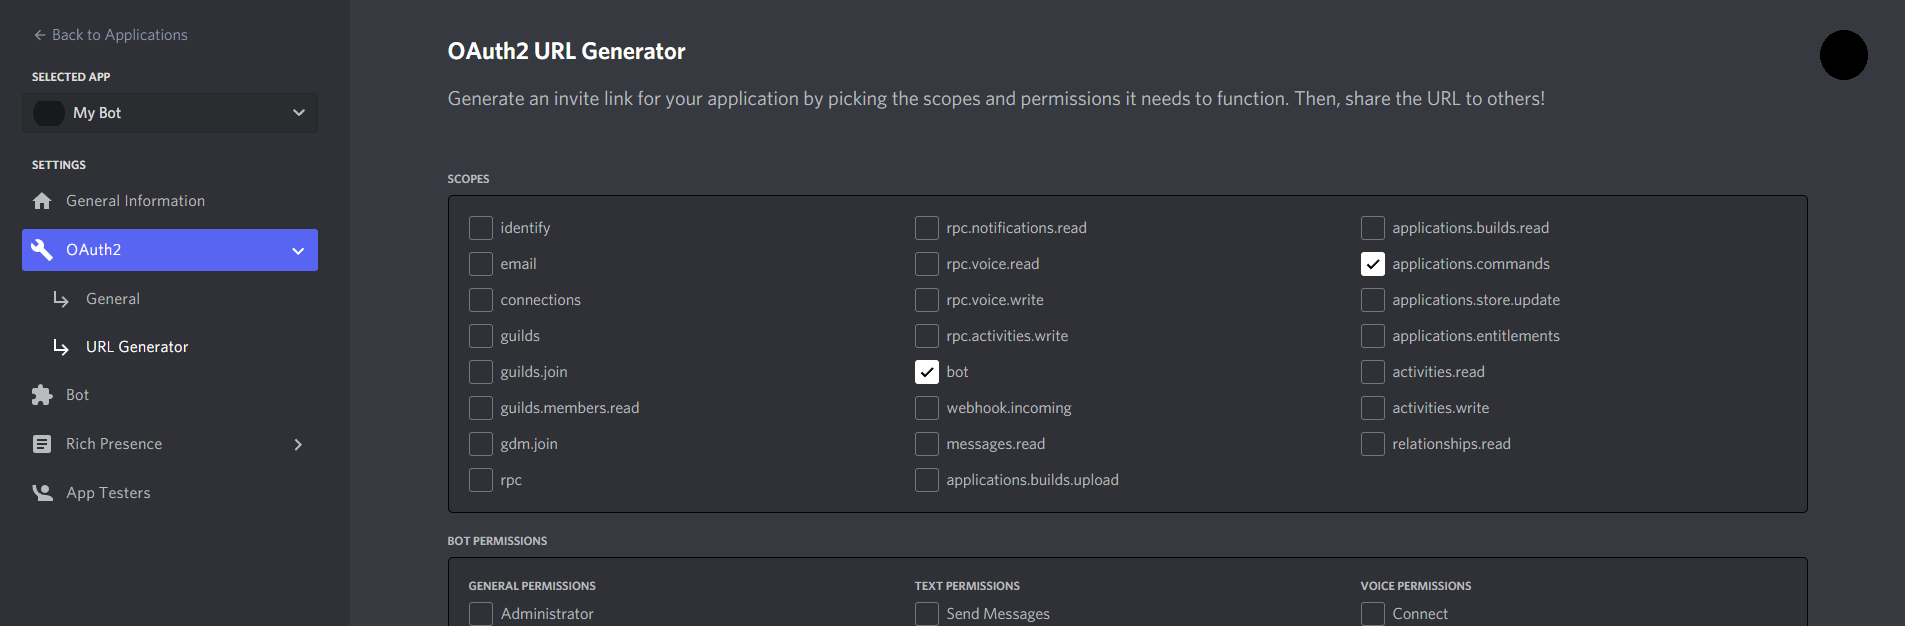 Back to Applications
SELECTED APP
My Bot
SETTINGS
General Information
OAuth2
General
URL Generator
Bot
Rich Presence
App Testers
OAuth2 URL Generator
Generate an invite link for your application by picking the scopes and permissions it needs to function. Then, share the URL to others!
SCOPES
identify
email
connections
guilds
guilds.join
guilds.members.read
gdm.join
rpc
rpc.notifications.read
rpc.voice.read
rpc.voice.write
rpc.activities.write
bot
webhook.incoming
messages.read
applications.builds.upload
applications.builds.read
applications.commands
applications.store.update
applications.entitlements
activities.read
activities.write
relationships.read
BOT PERMISSIONS
GENERAL PERMISSIONS
Administrator
TEXT PERMISSIONS
Send Messages
VOICE PERMISSIONS
Connect